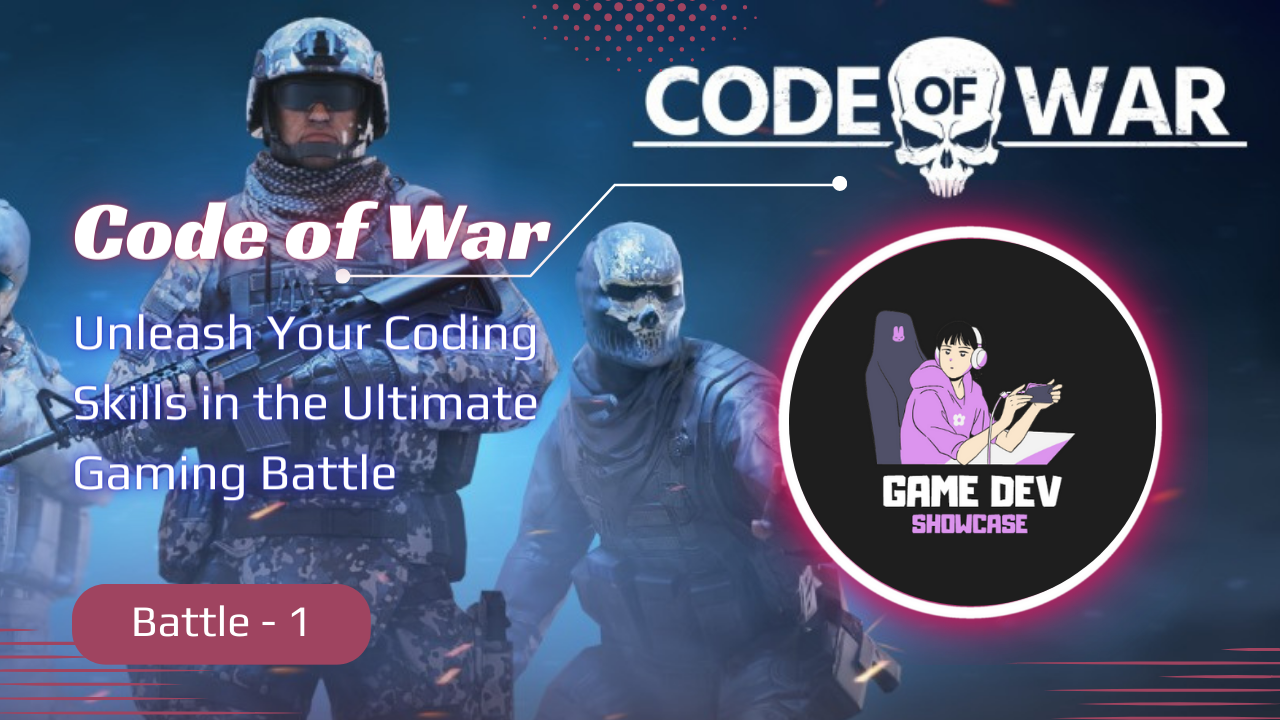 CODE OF WAR
Code of War
Unleash Your Coding
Skills in the Ultimate
Gaming Battle
GAME DEV
SHOWCASE
Battle - 1